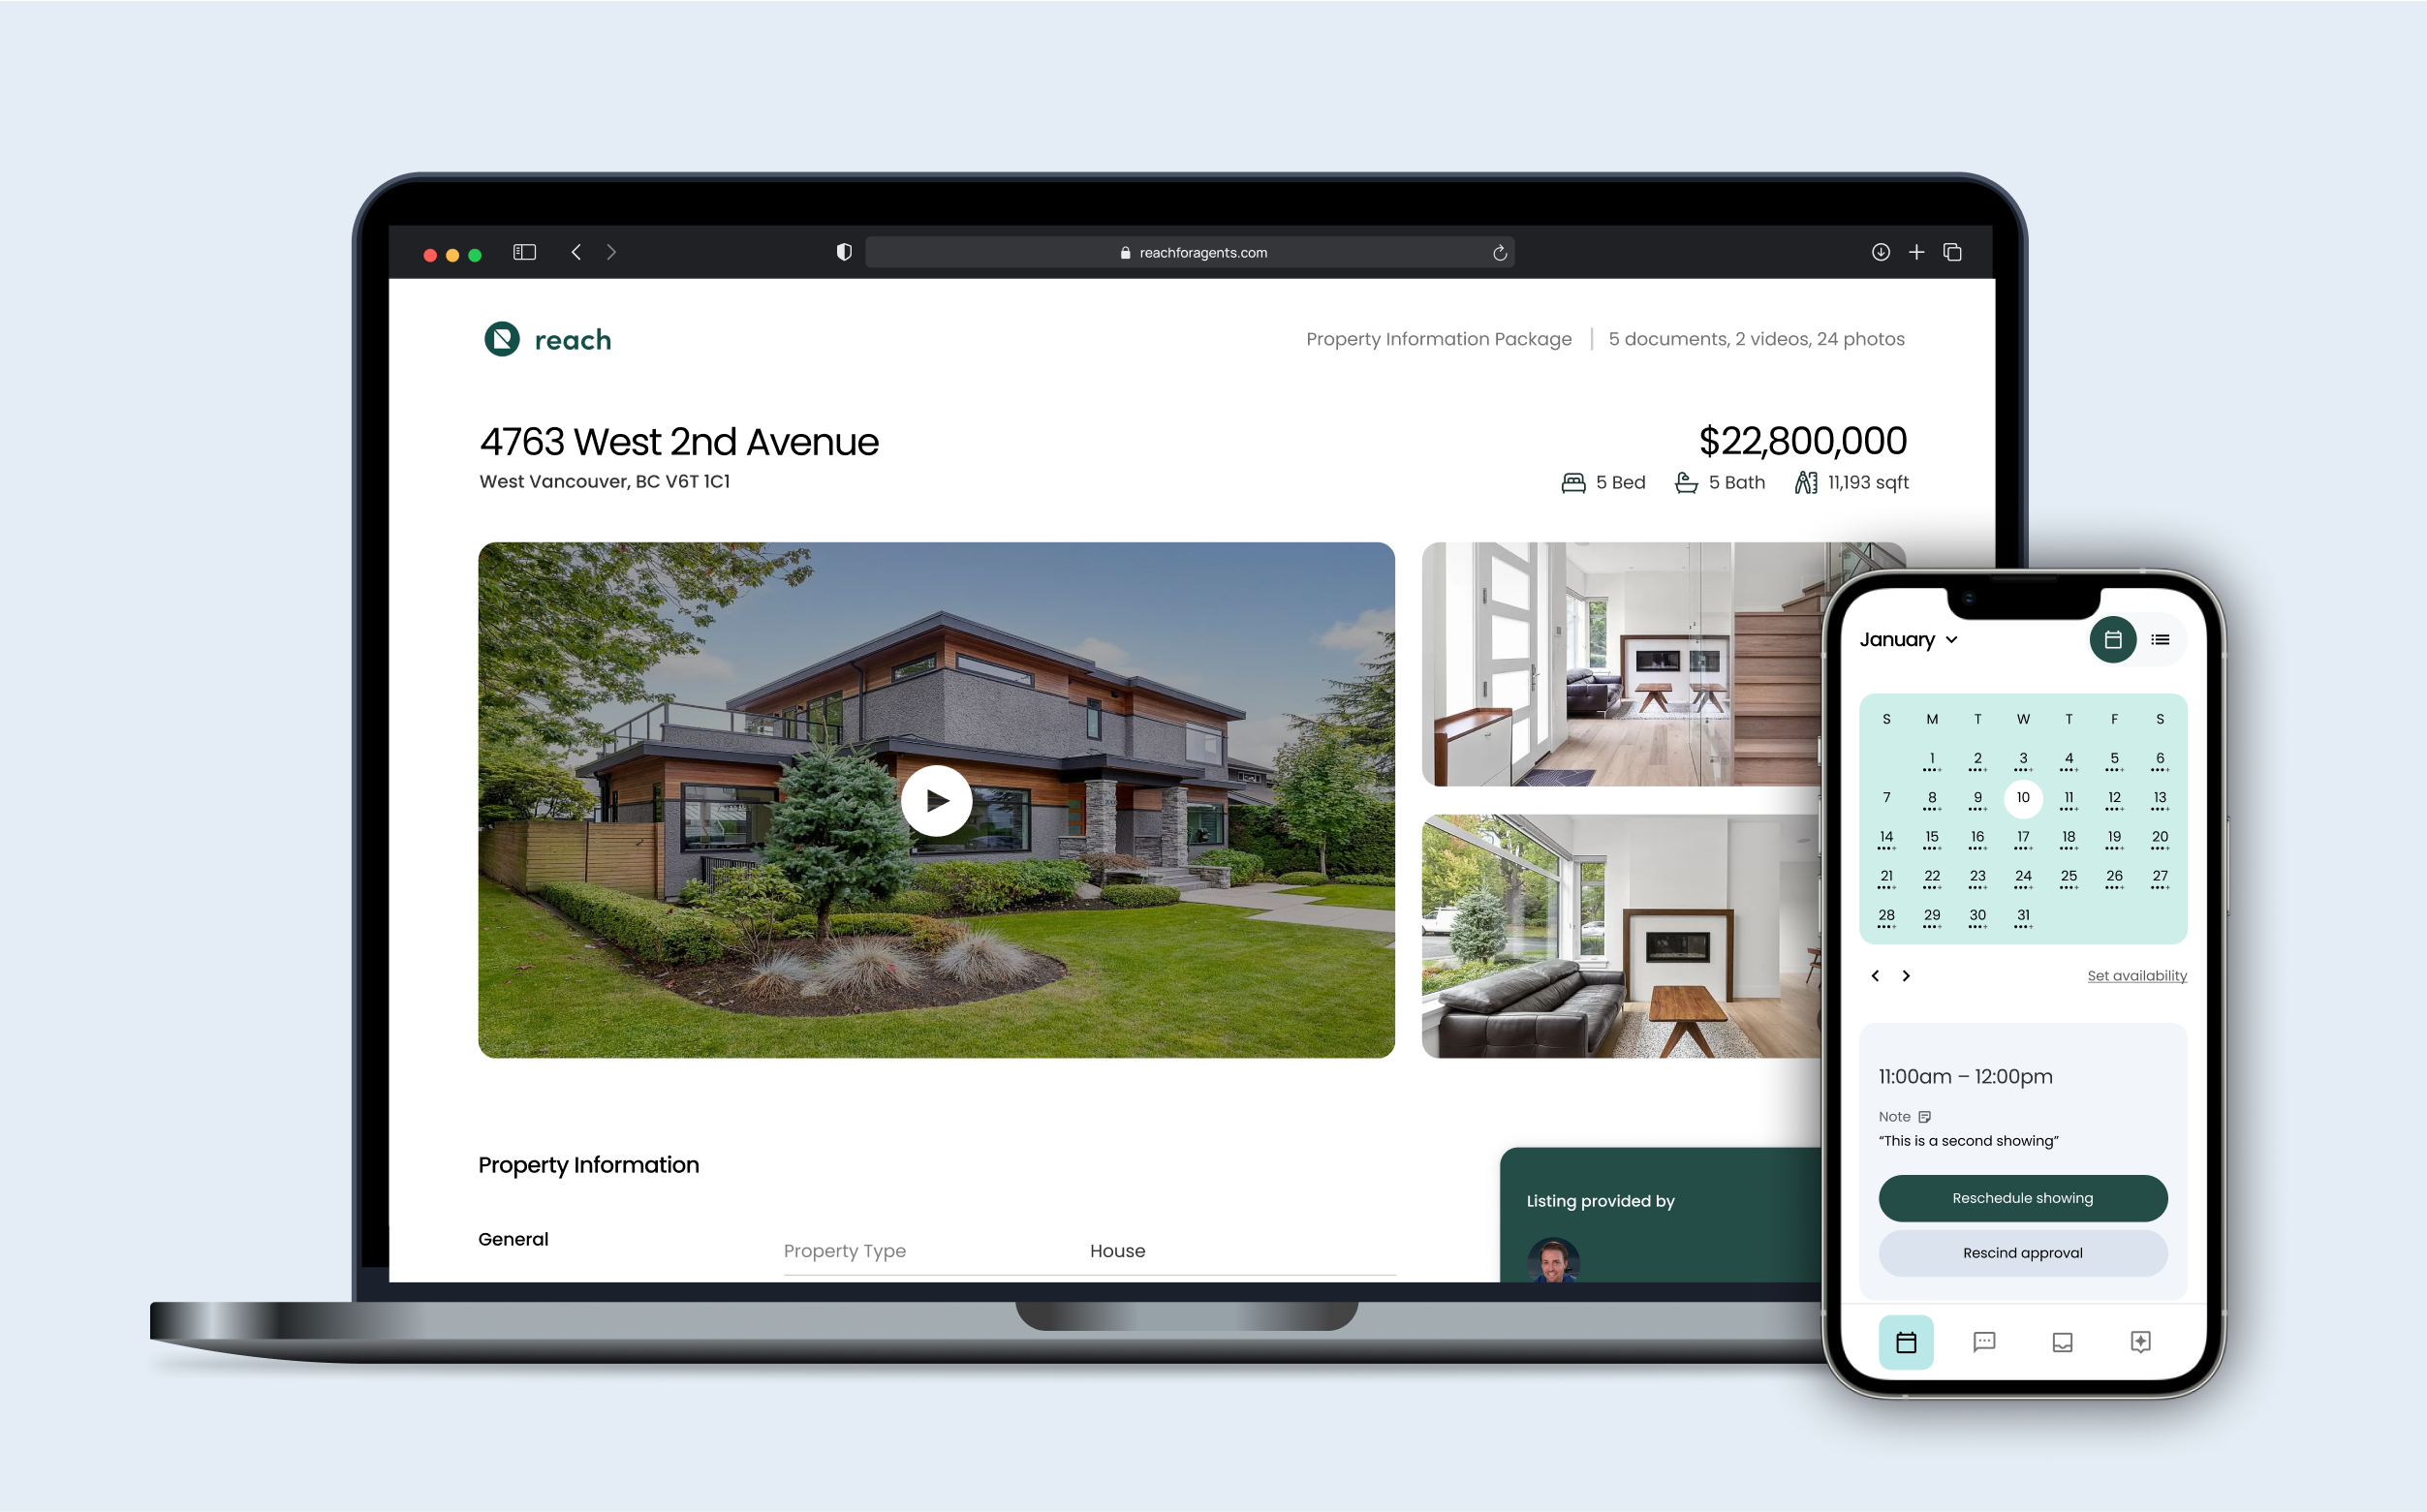 reachforagents.com
reach
Property Information Package | 5 documents, 2 videos, 24 photos
4763 West 2nd Avenue
$22,800,000
West Vancouver, BC V6T 1C1
5 Bed 5 Bath 11,193 sqft
Property Information
General
Property Type House
Listing provided by
January
S M T W T F S
1 2 3 4 5 6
7 8 9 10 11 12 13
14 15 16 17 18 19 20
21 22 23 24 25 26 27
28 29 30 31
Set availability
11:00am – 12:00pm
Note
“This is a second showing”
Reschedule showing
Rescind approval